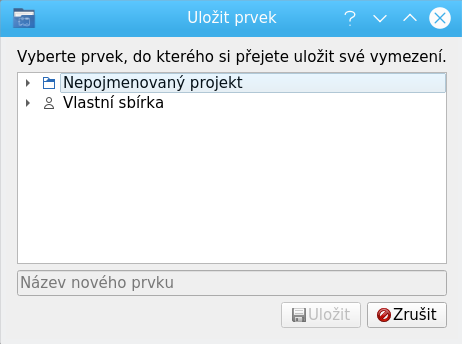 Uložit prvek
Vyberte prvek, do kterého si přejete uložit své vymezení.
Nepojmenovaný projekt
Vlastní sbírka
Název nového prvku
Uložit
Zrušit